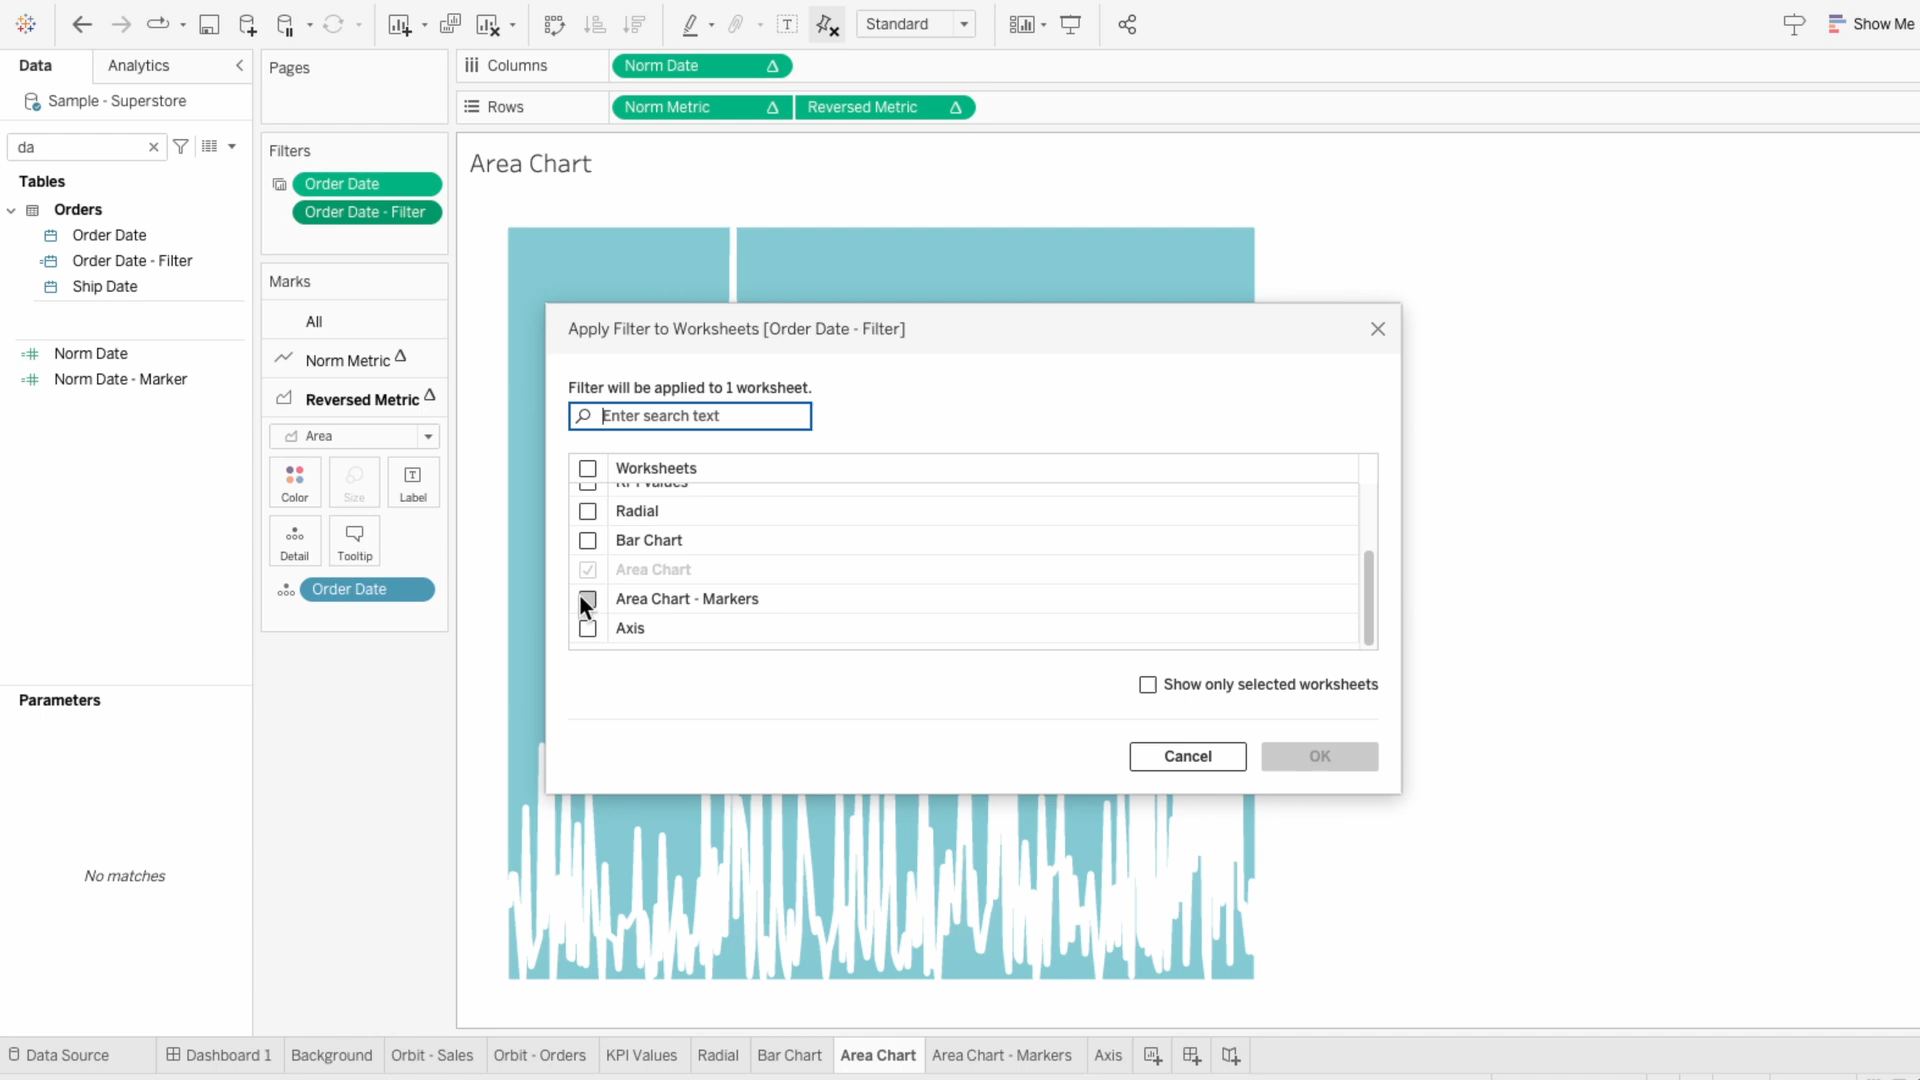 Standard
Show Me
Data
Analytics
Sample - Superstore
da
Tables
Orders
Order Date
Order Date - Filter
Ship Date
Norm Date
Norm Date - Marker
Parameters
No matches
Pages
Filters
Order Date
Order Date - Filter
Marks
All
Norm Metric
Reversed Metric
Area
Color
Size
Label
Detail
Tooltip
Order Date
Columns
Norm Date
Rows
Norm Metric
Reversed Metric
Area Chart
Apply Filter to Worksheets [Order Date - Filter]
Filter will be applied to 1 worksheet.
Enter search text
Worksheets
KPI Values
Radial
Bar Chart
Area Chart
Area Chart - Markers
Axis
Show only selected worksheets
Cancel
OK
Data Source
Dashboard 1
Background
Orbit - Sales
Orbit - Orders
KPI Values
Radial
Bar Chart
Area Chart
Area Chart - Markers
Axis